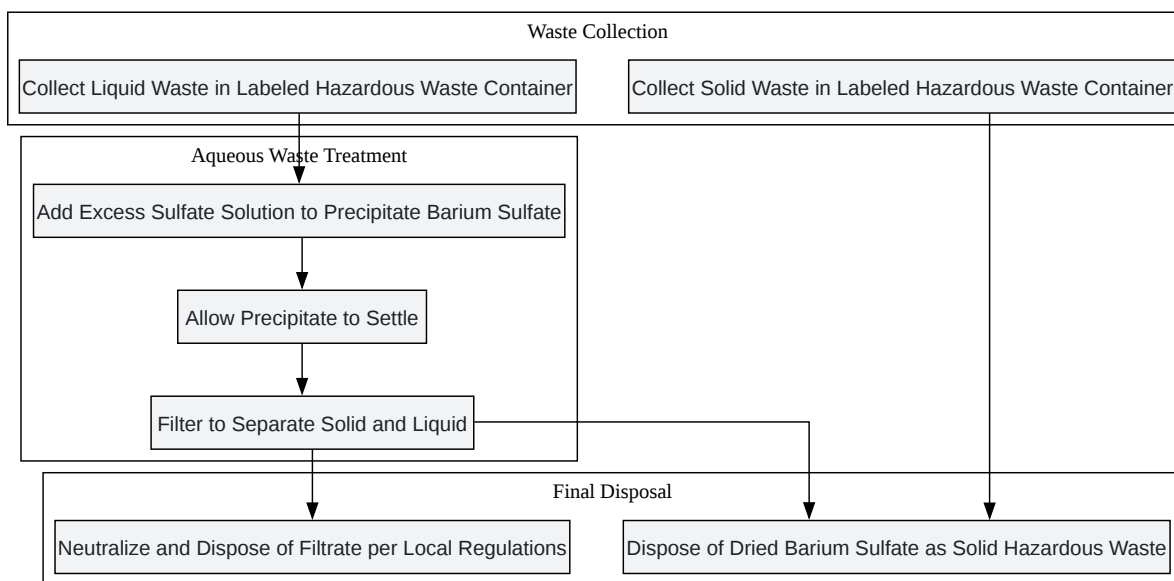 Waste Collection
Collect Liquid Waste in Labeled Hazardous Waste Container
Collect Solid Waste in Labeled Hazardous Waste Container
Aqueous Waste Treatment
Add Excess Sulfate Solution to Precipitate Barium Sulfate
Allow Precipitate to Settle
Filter to Separate Solid and Liquid
Final Disposal
Neutralize and Dispose of Filtrate per Local Regulations
Dispose of Dried Barium Sulfate as Solid Hazardous Waste